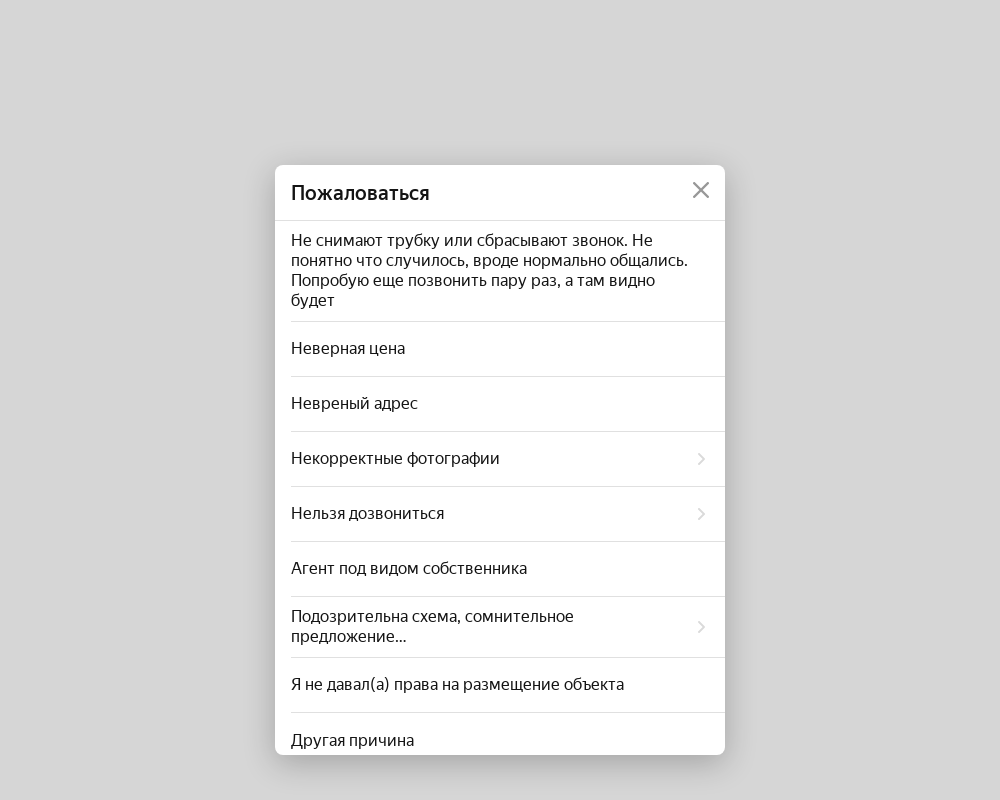 Пожаловаться
Не снимают трубку или сбрасывают звонок. Не
понятно что случилось, вроде нормально общались.
Попробую еще позвонить пару раз, а там видно
будет
Неверная цена
Невреный адрес
Некорректные фотографии
Нельзя дозвониться
Агент под видом собственника
Подозрительна схема, сомнительное
предложение...
Я не давал(а) права на размещение объекта
Другая причина